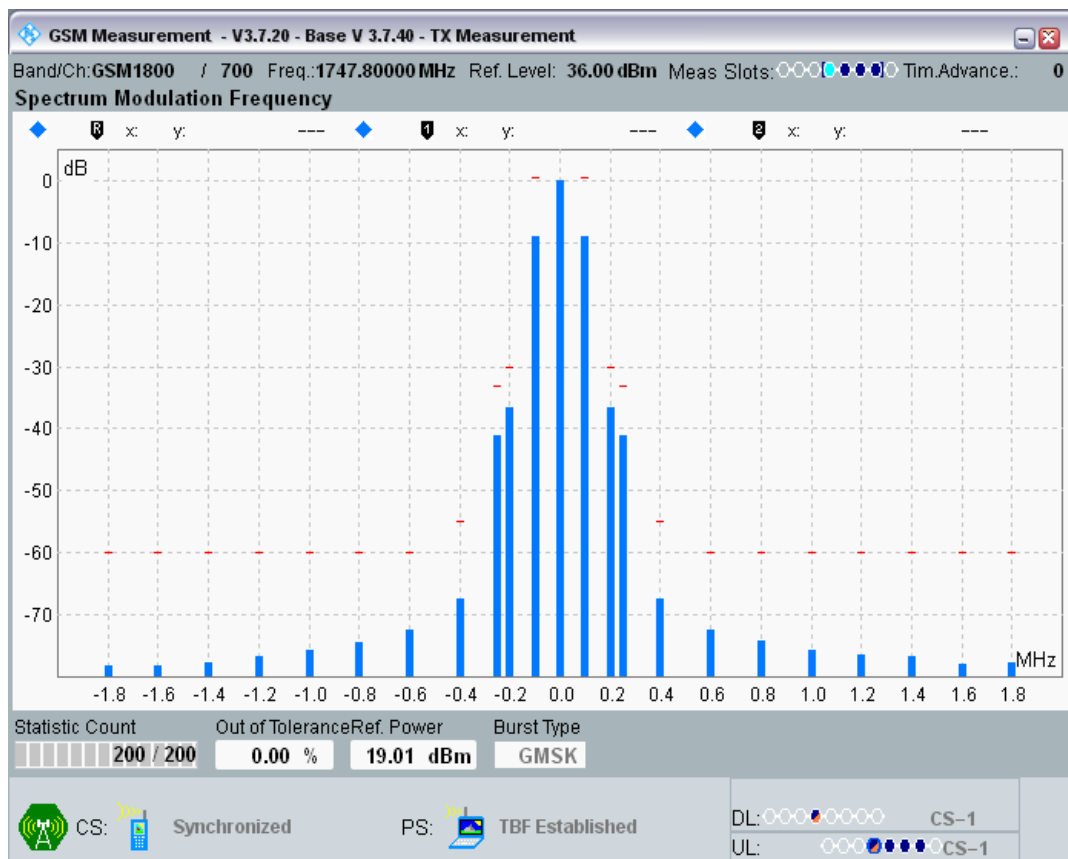 GSM Measurement - V3.7.20 - Base V 3.7.40 - TX Measurement
Band/Ch:GSM1800 / 700 Freq.:1747.80000 MHz Ref. Level: 36.00 dBm Meas Slots: Tim.Advance.: 0
Spectrum Modulation Frequency
R x: y: --- 1 x: y: --- 2 x: y: ---
dB
0
-10
-20
-30
-40
-50
-60
-70
MHz
-1.8 -1.6 -1.4 -1.2 -1.0 -0.8 -0.6 -0.4 -0.2 0.0 0.2 0.4 0.6 0.8 1.0 1.2 1.4 1.6 1.8
Statistic Count Out of Tolerance Ref. Power Burst Type
200 / 200 0.00 % 19.01 dBm GMSK
CS: Synchronized PS: TBF Established
DL: CS-1
UL: CS-1